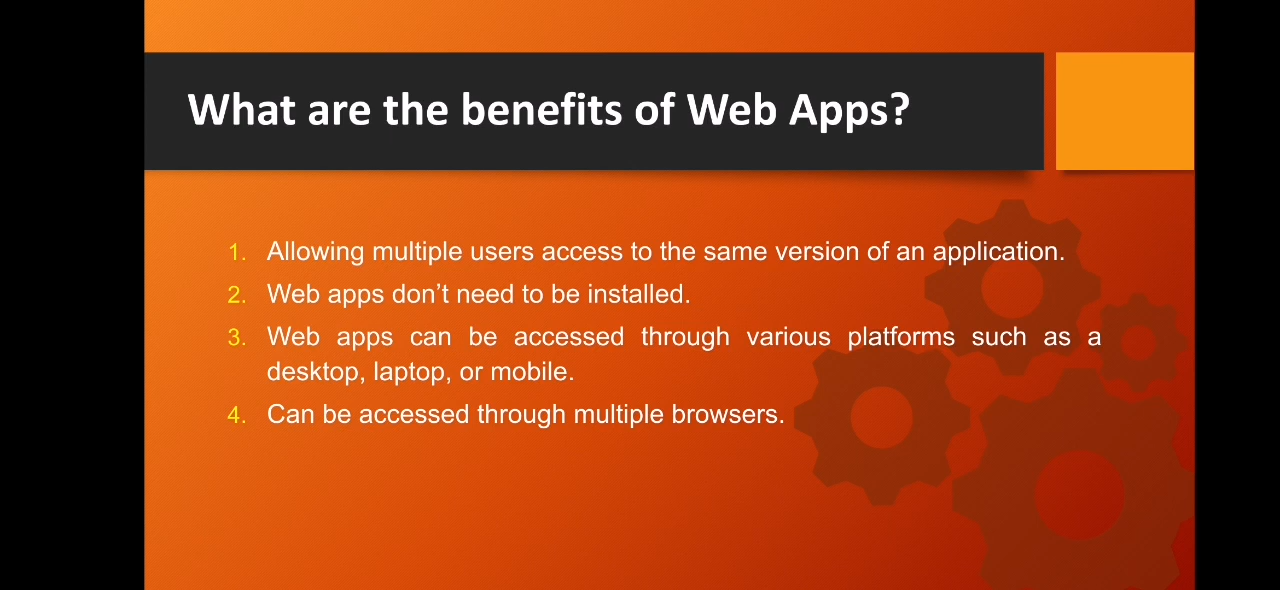 What are the benefits of Web Apps?
1. Allowing multiple users access to the same version of an application.
2. Web apps don’t need to be installed.
3. Web apps can be accessed through various platforms such as a
desktop, laptop, or mobile.
4. Can be accessed through multiple browsers.